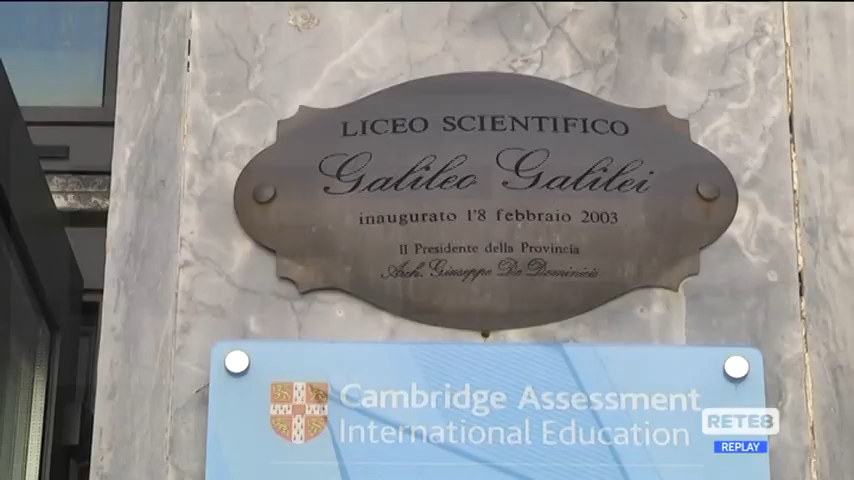 LICEO SCIENTIFICO
Galileo Galilei
inaugurato l'8 febbraio 2003
Il Presidente della Provincia
Arch. Giuseppe De Dominicis
Cambridge Assessment
International Education
RETE8
REPLAY